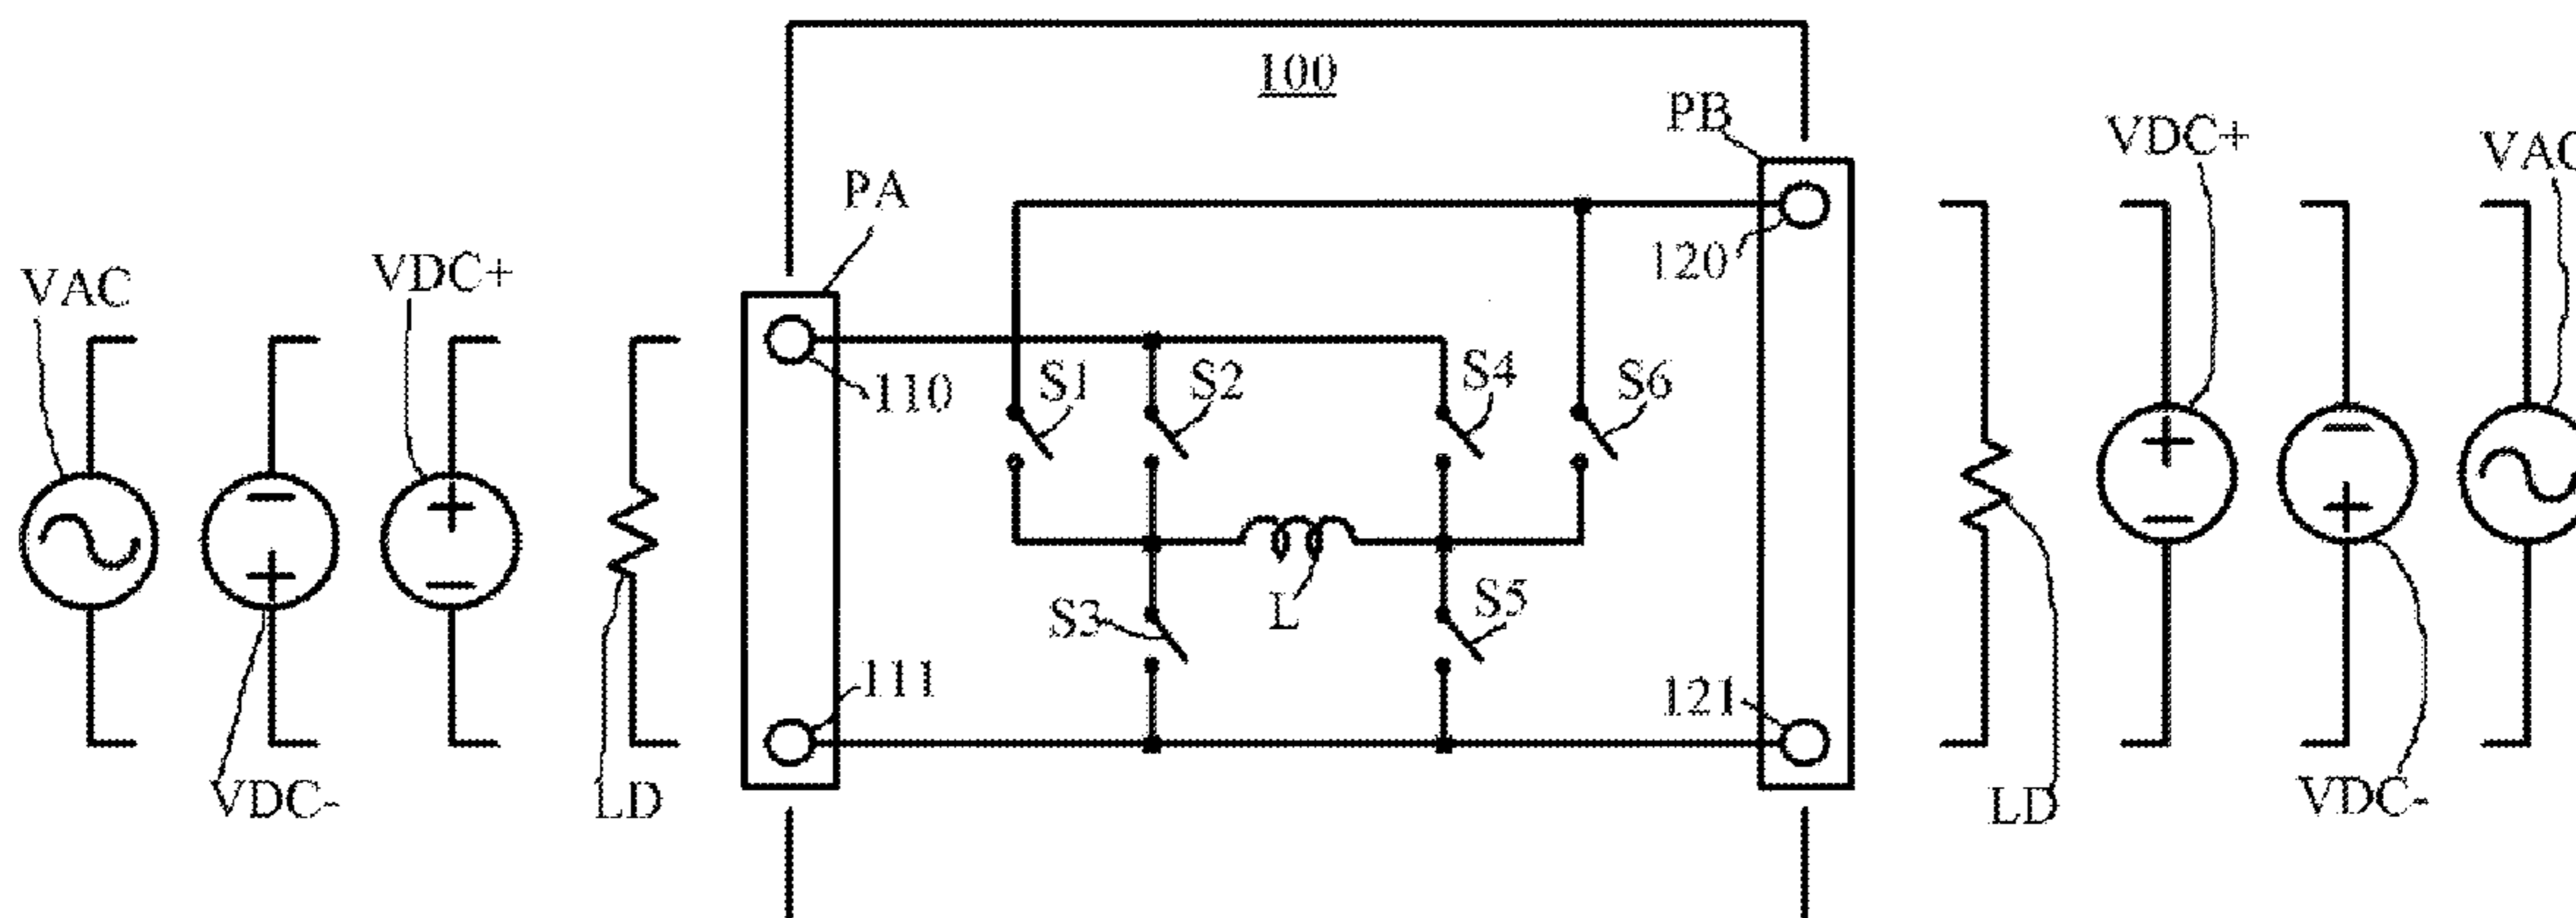 100
PB
VDC+
VAC
PA
VAC
VDC+
120
110
S1
S2
S4
S6
S3
L
S5
111
121
VDC-
LD
LD
VDC-